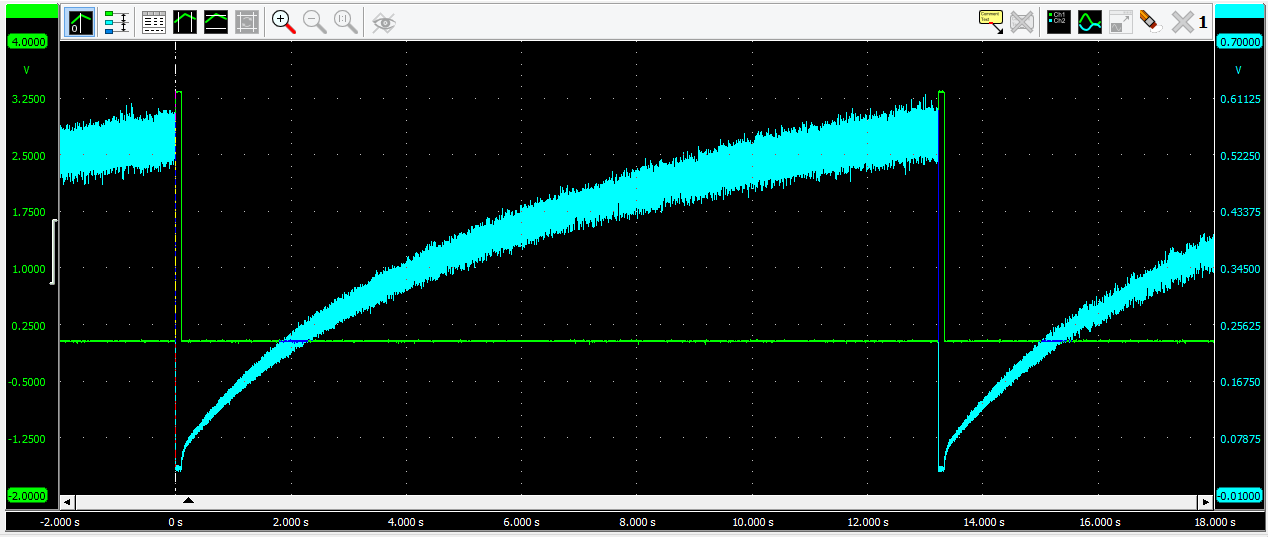 0
1:1
Comment Text
Ch1
Ch2
1
4.0000
V
3.2500
2.5000
1.7500
1.0000
0.2500
-0.5000
-1.2500
-2.0000
0.70000
V
0.61125
0.52250
0.43375
0.34500
0.25625
0.16750
0.07875
-0.01000
-2.000 s
0 s
2.000 s
4.000 s
6.000 s
8.000 s
10.000 s
12.000 s
14.000 s
16.000 s
18.000 s